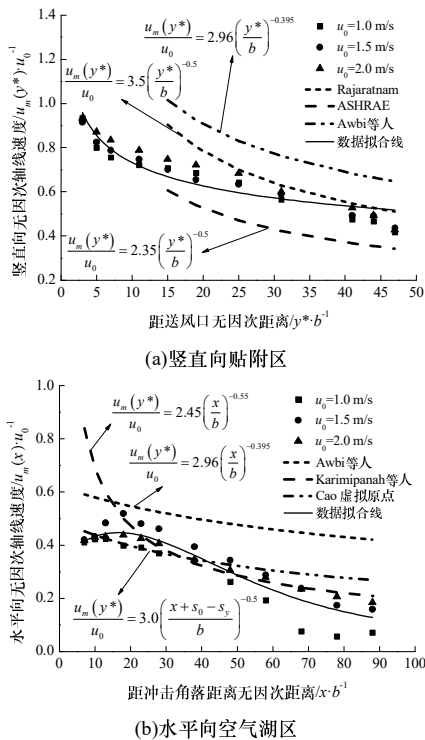 u_m(y*)/u_0 = 2.96(y*/b)^-0.395
u_m(y*)/u_0 = 3.5(y*/b)^-0.5
u_m(y*)/u_0 = 2.35(y*/b)^-0.5
u_0=1.0 m/s
u_0=1.5 m/s
u_0=2.0 m/s
Rajaratnam
ASHRAE
Awbi等人
数据拟合线
竖直向无因次轴线速度/u_m(y*)·u_0^-1
1.4
1.2
1.0
0.8
0.6
0.4
0.2
0 5 10 15 20 25 30 35 40 45 50
距送风口无因次距离/y*·b^-1
(a)竖直向贴附区
u_m(y*)/u_0 = 2.45(x/b)^-0.55
u_m(y*)/u_0 = 2.96(x/b)^-0.395
u_m(y*)/u_0 = 3.0((x+s_0-s_y)/b)^-0.5
u_0=1.0 m/s
u_0=1.5 m/s
u_0=2.0 m/s
Awbi等人
Karimipanah等人
Cao 虚拟原点
数据拟合线
水平向无因次轴线速度/u_m(x)·u_0^-1
1.0
0.8
0.6
0.4
0.2
0.0
0 10 20 30 40 50 60 70 80 90 100
距冲击角落距离无因次距离/x·b^-1
(b)水平向空气湖区